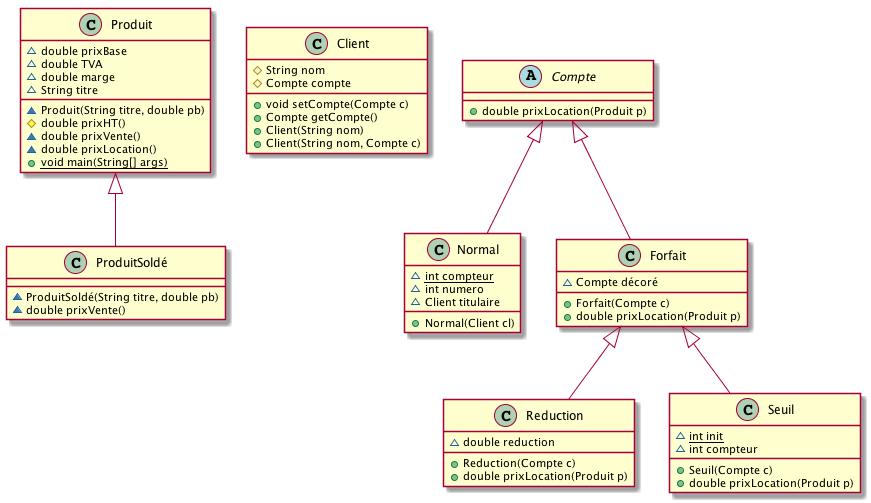 C Produit
double prixBase
double TVA
double marge
String titre
Produit(String titre, double pb)
double prixHT()
double prixVente()
double prixLocation()
void main(String[] args)
C Client
String nom
Compte compte
void setCompte(Compte c)
Compte getCompte()
Client(String nom)
Client(String nom, Compte c)
A Compte
double prixLocation(Produit p)
C ProduitSoldé
ProduitSoldé(String titre, double pb)
double prixVente()
C Normal
int compteur
int numero
Client titulaire
Normal(Client cl)
C Forfait
Compte décoré
Forfait(Compte c)
double prixLocation(Produit p)
C Reduction
double reduction
Reduction(Compte c)
double prixLocation(Produit p)
C Seuil
int init
int compteur
Seuil(Compte c)
double prixLocation(Produit p)